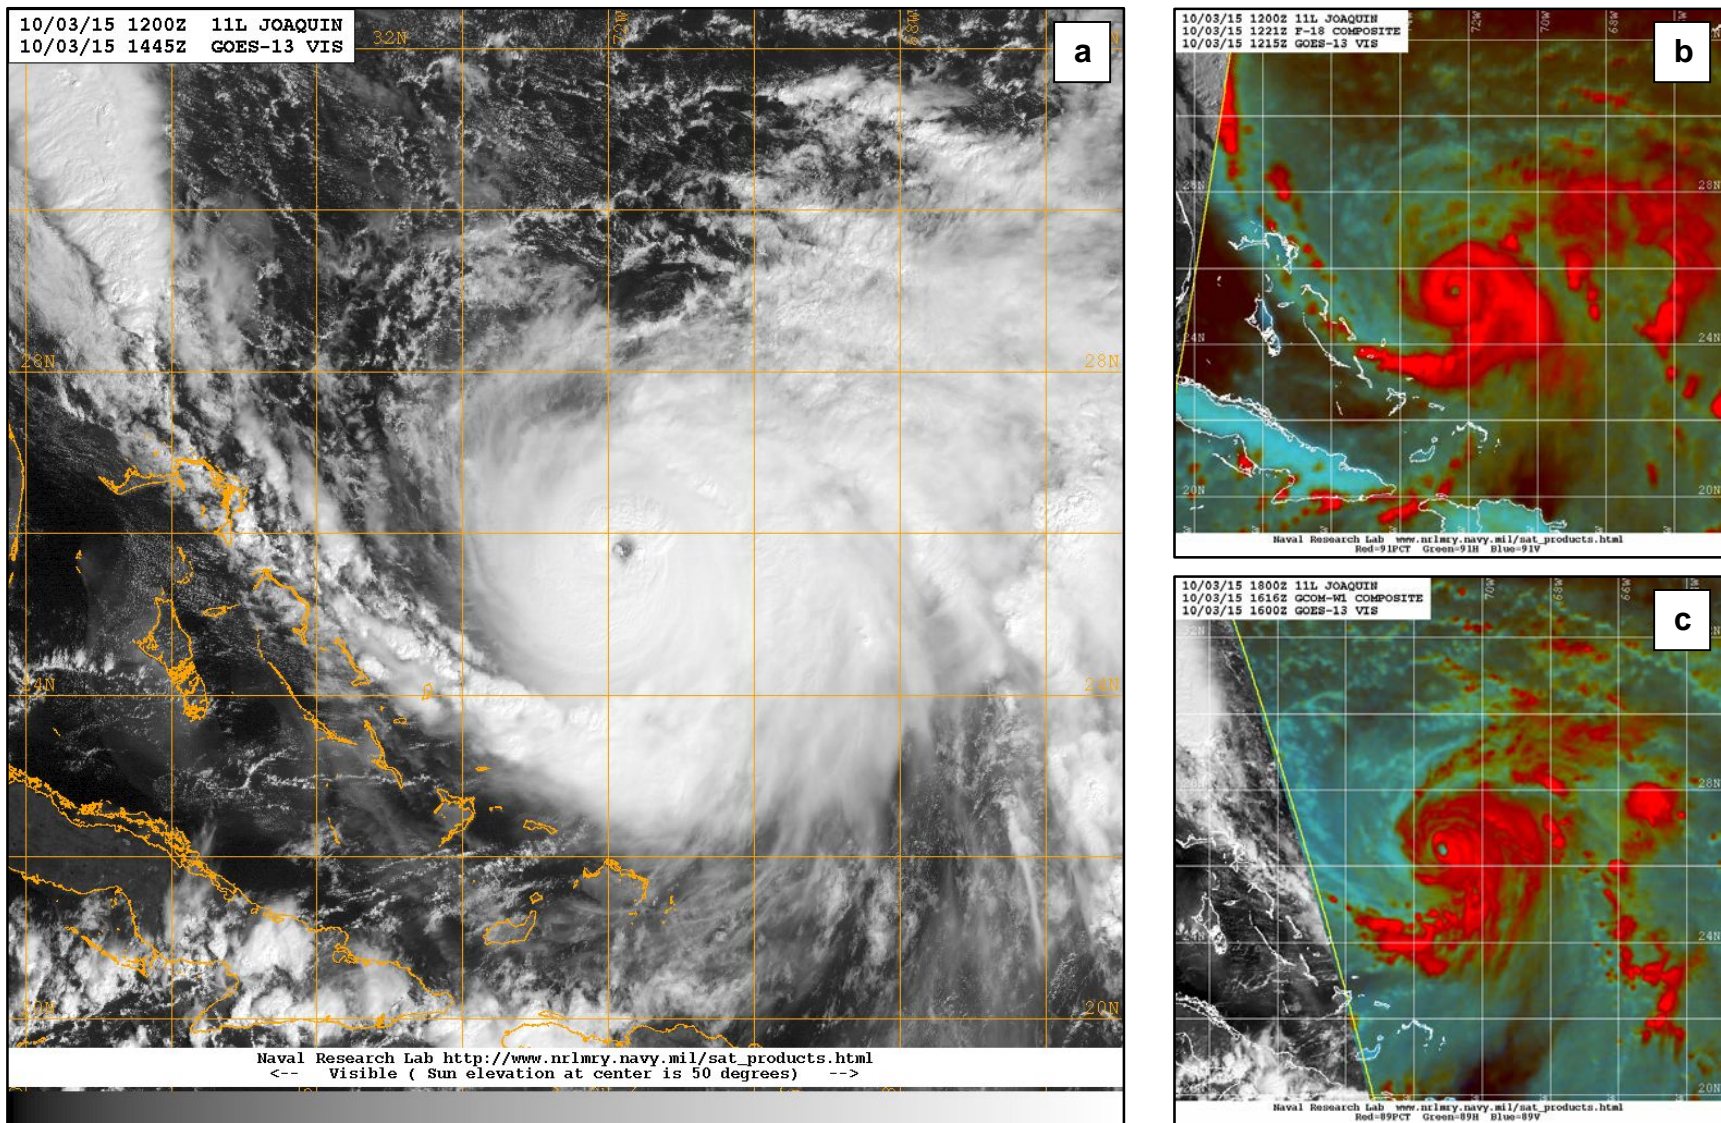 10/03/15 1200Z 11L JOAQUIN
10/03/15 1445Z GOES-13 VIS
32N
72W
68W
a
28N
28N
24N
24N
20N
20N
Naval Research Lab http://www.nrlmry.navy.mil/sat_products.html
<-- Visible ( Sun elevation at center is 50 degrees) -->
10/03/15 1200Z 11L JOAQUIN
10/03/15 1221Z F-18 COMPOSITE
10/03/15 1215Z GOES-13 VIS
72W
70W
68W
b
28N
28N
24N
24N
20N
20N
Naval Research Lab www.nrlmry.navy.mil/sat_products.html
Red=91PCT Green=91H Blue=91V
10/03/15 1800Z 11L JOAQUIN
10/03/15 1616Z GCOM-W1 COMPOSITE
10/03/15 1600Z GOES-13 VIS
70W
68W
66W
c
32N
28N
28N
24N
24N
20N
Naval Research Lab www.nrlmry.navy.mil/sat_products.html
Red=89PCT Green=89H Blue=89V